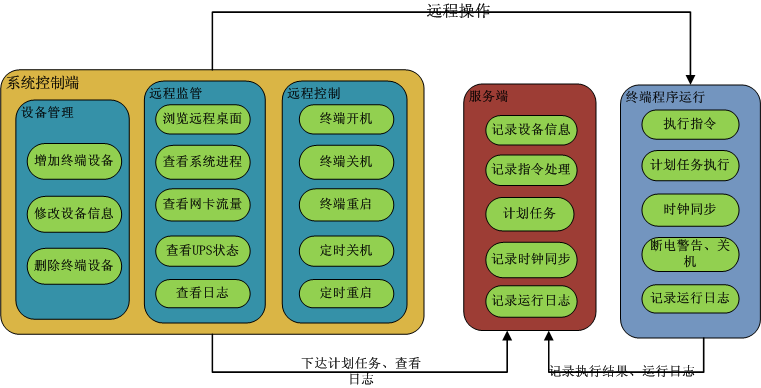 远程操作
系统控制端
设备管理
增加终端设备
修改设备信息
删除终端设备
远程监管
浏览远程桌面
查看系统进程
查看网卡流量
查看UPS状态
查看日志
远程控制
终端开机
终端关机
终端重启
定时关机
定时重启
服务端
记录设备信息
记录指令处理
计划任务
记录时钟同步
记录运行日志
终端程序运行
执行指令
计划任务执行
时钟同步
断电警告、关
机
记录运行日志
下达计划任务、查看
日志
记录执行结果、运行日志